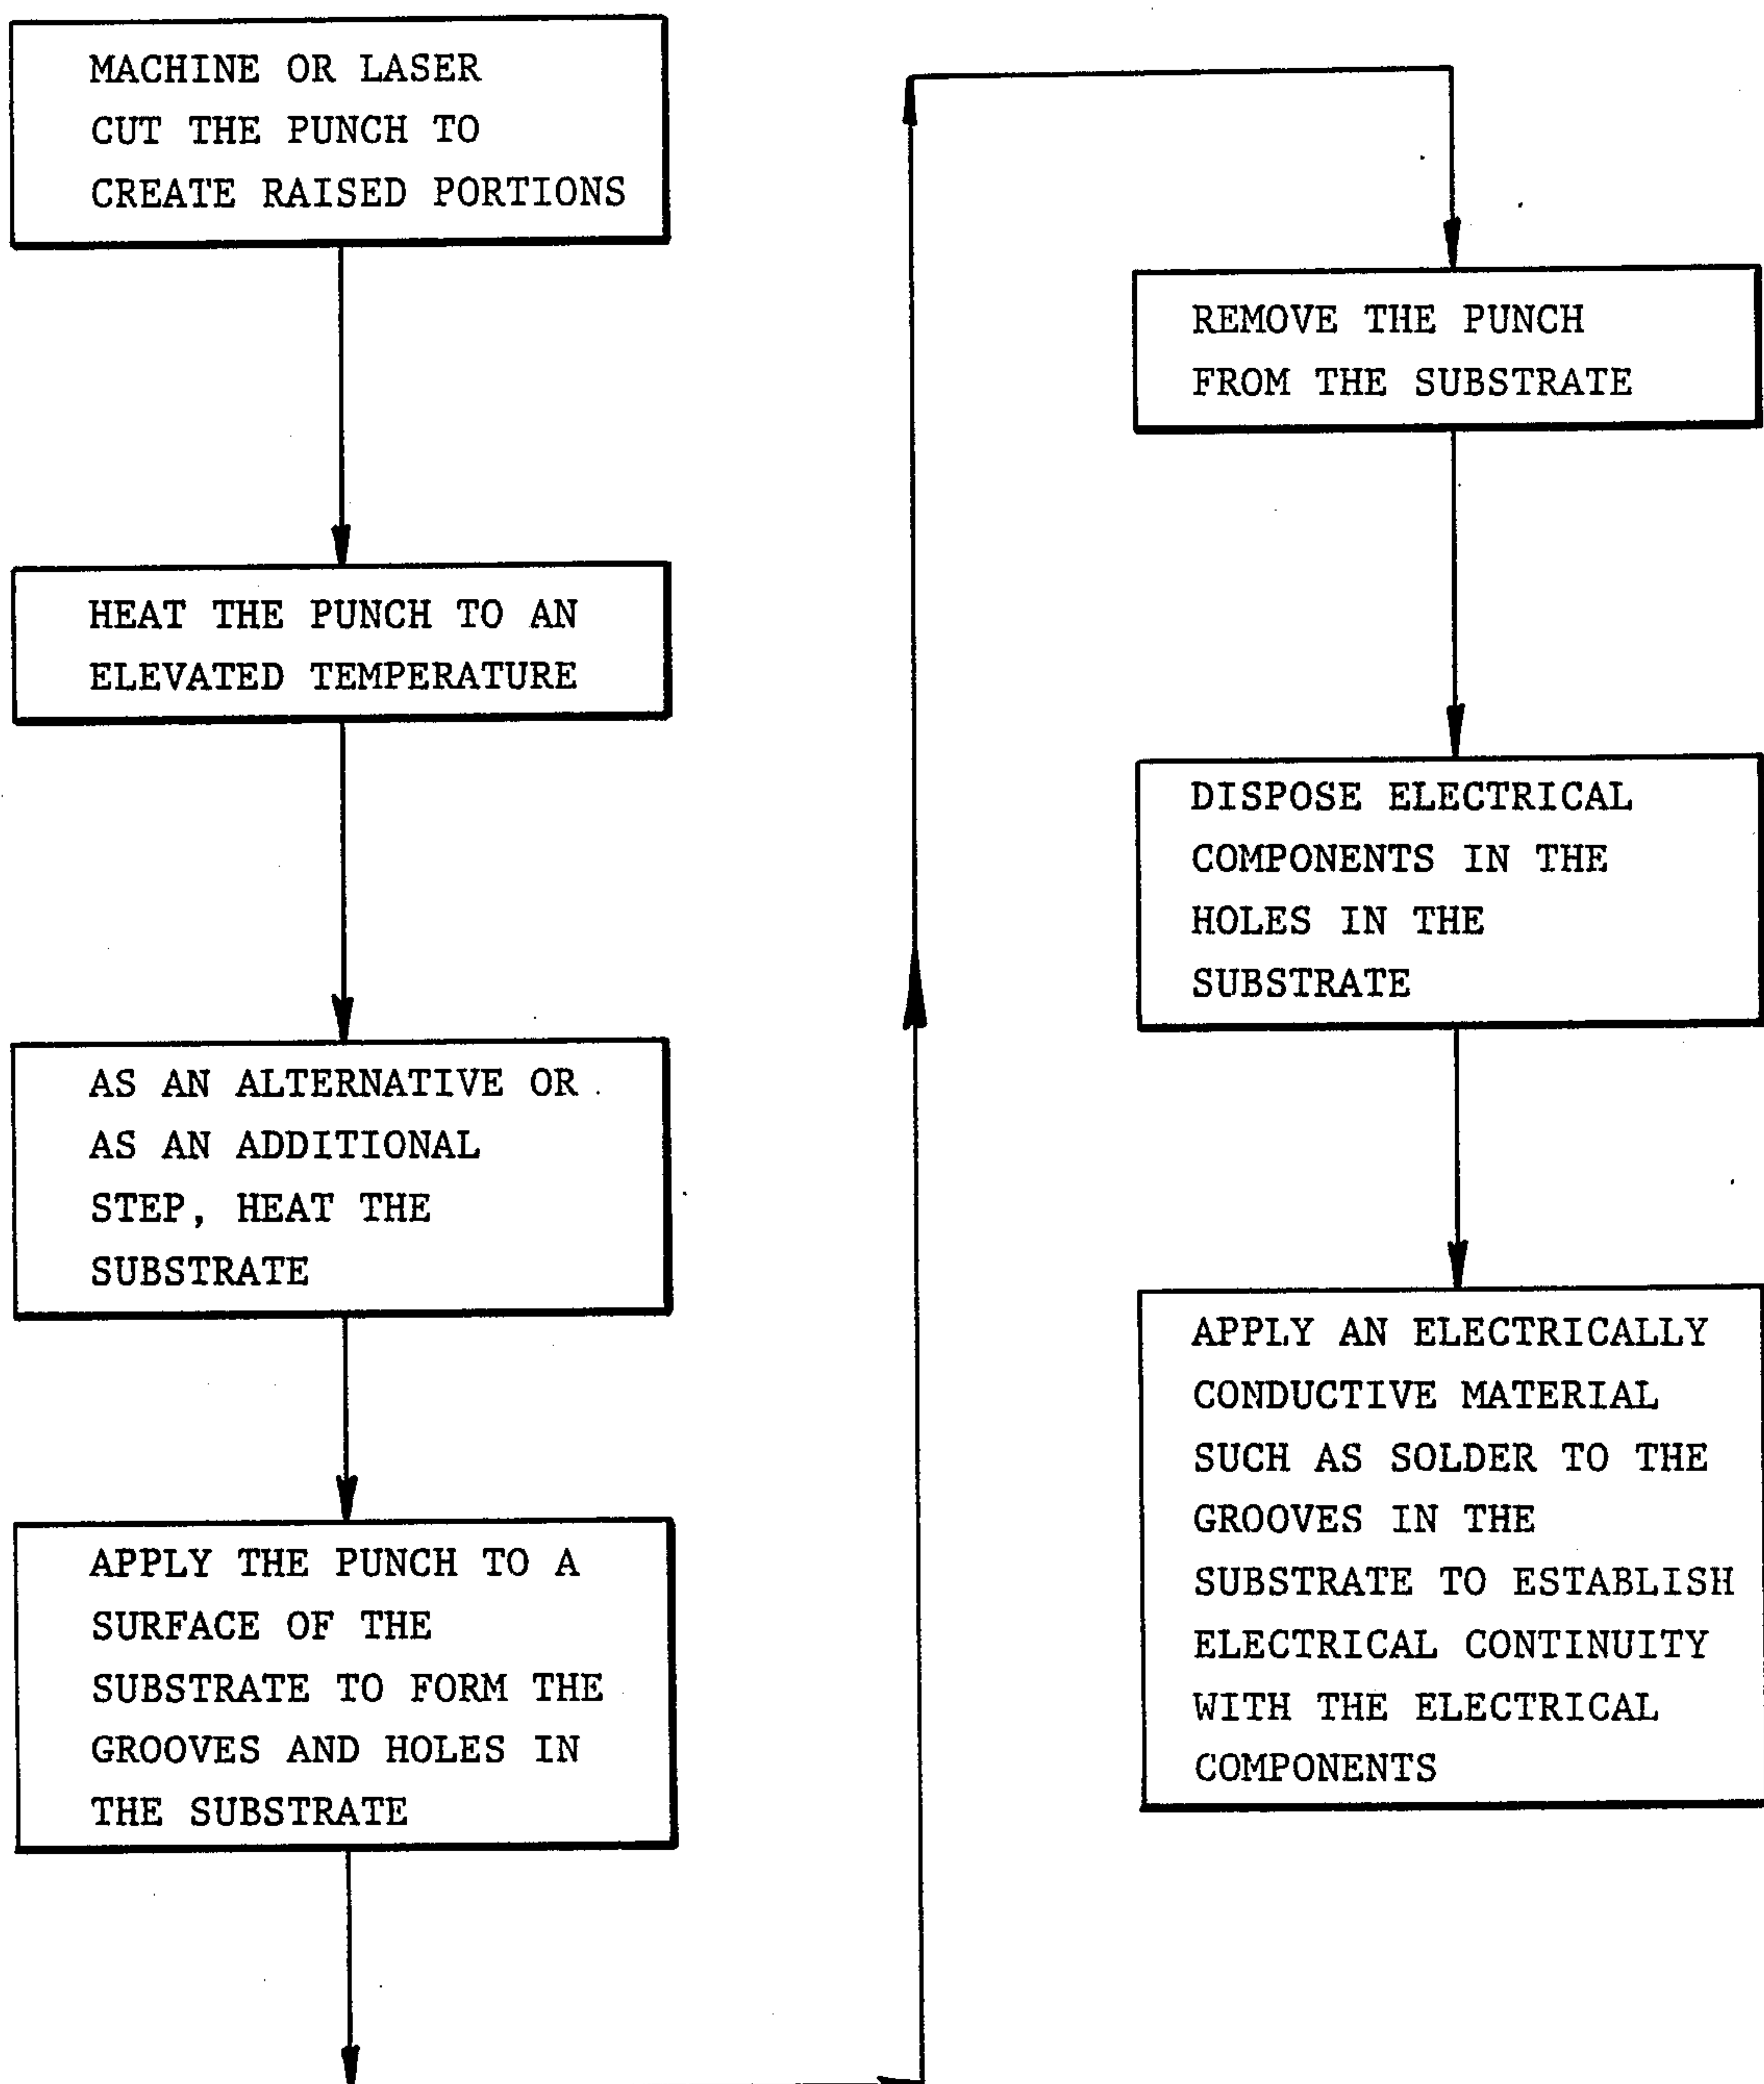 MACHINE OR LASER
CUT THE PUNCH TO
CREATE RAISED PORTIONS
HEAT THE PUNCH TO AN
ELEVATED TEMPERATURE
AS AN ALTERNATIVE OR
AS AN ADDITIONAL
STEP, HEAT THE
SUBSTRATE
APPLY THE PUNCH TO A
SURFACE OF THE
SUBSTRATE TO FORM THE
GROOVES AND HOLES IN
THE SUBSTRATE
REMOVE THE PUNCH
FROM THE SUBSTRATE
DISPOSE ELECTRICAL
COMPONENTS IN THE
HOLES IN THE
SUBSTRATE
APPLY AN ELECTRICALLY
CONDUCTIVE MATERIAL
SUCH AS SOLDER TO THE
GROOVES IN THE
SUBSTRATE TO ESTABLISH
ELECTRICAL CONTINUITY
WITH THE ELECTRICAL
COMPONENTS